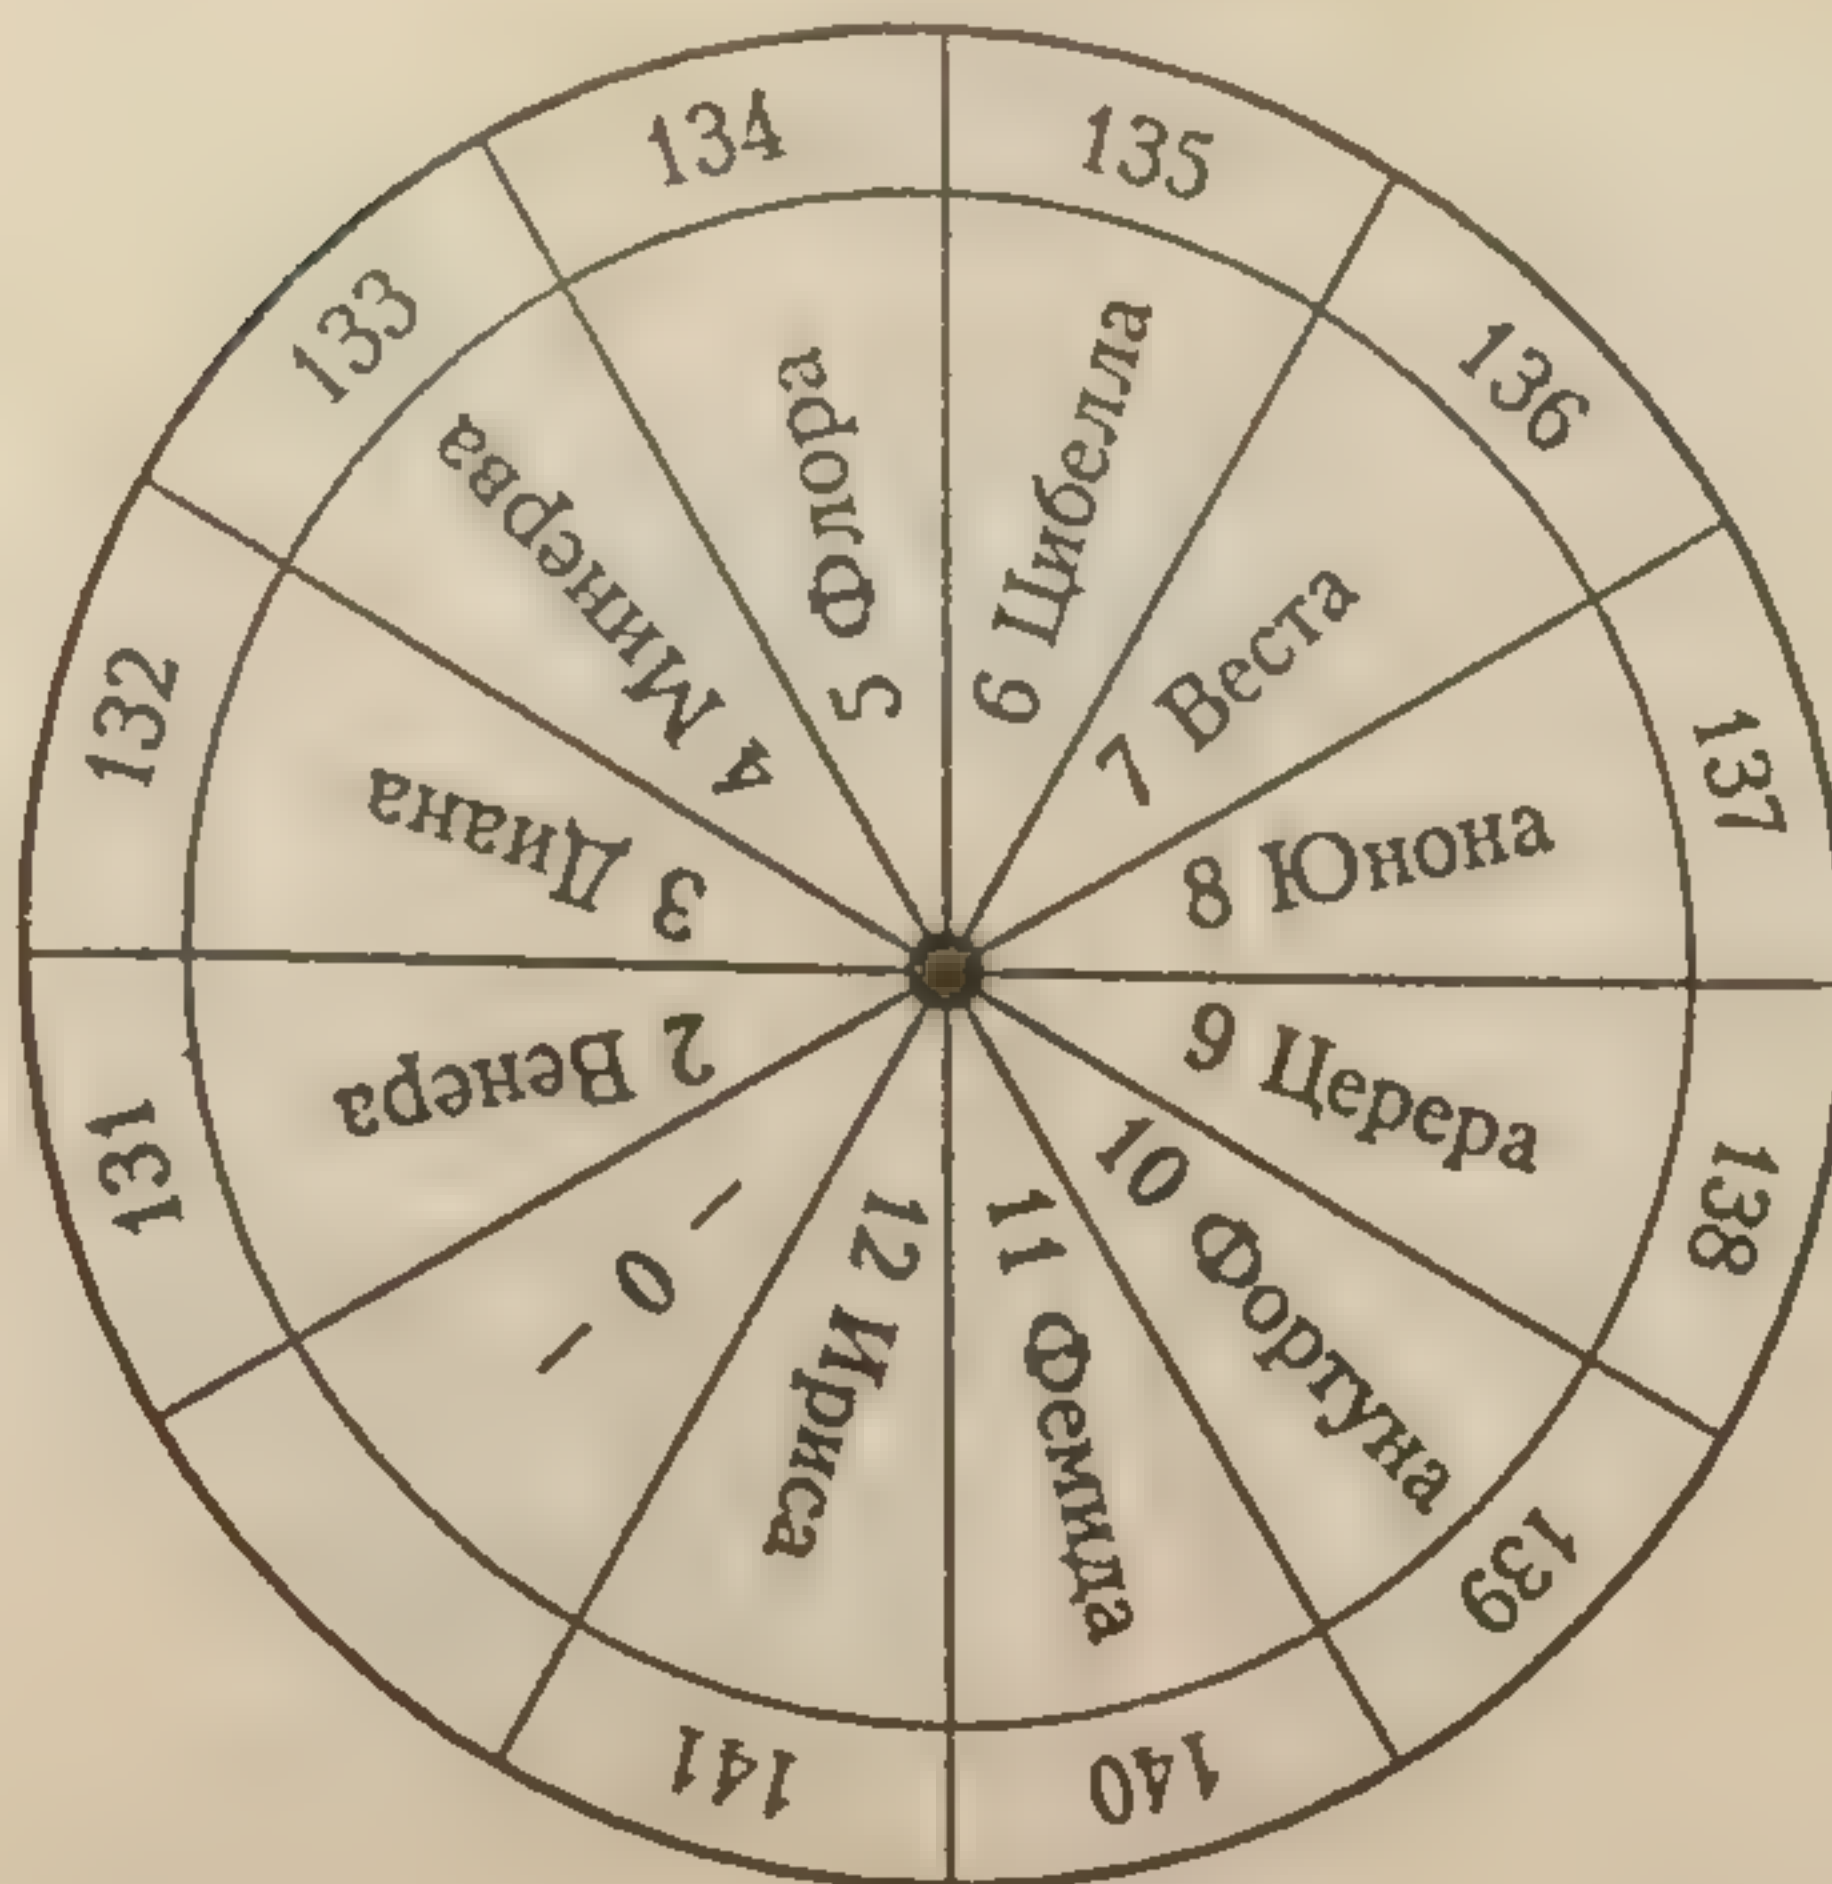 131
2 Венера
132
3 Диана
133
4 Минерва
134
5 Флора
135
6 Цибелла
136
7 Веста
137
8 Юнона
138
9 Церера
139
10 Фортуна
140
11 Фемида
141
12 Ириса
— 0 —